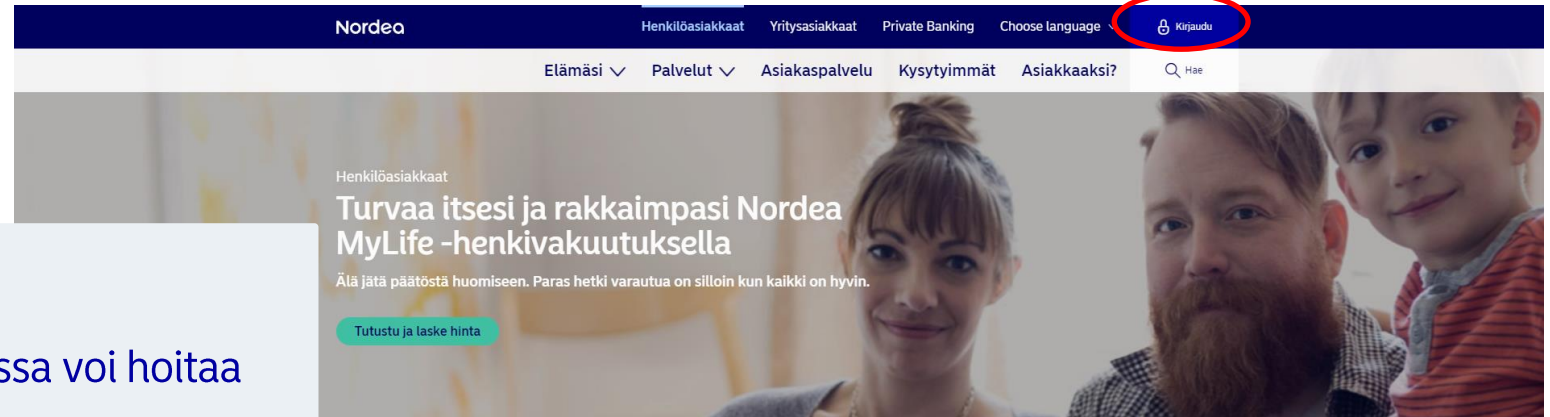 Nordea
Henkilöasiakkaat Yritysasiakkaat Private Banking Choose language Kirjaudu
Elämäsi Palvelut Asiakaspalvelu Kysytyimmät Asiakkaaksi? Hae
Henkilöasiakkaat
Turvaa itsesi ja rakkaimpasi Nordea
MyLife -henkivakuutuksella
Älä jätä päätöstä huomiseen. Paras hetki varautua on silloin kun kaikki on hyvin.
Tutustu ja laske hinta
ssa voi hoitaa